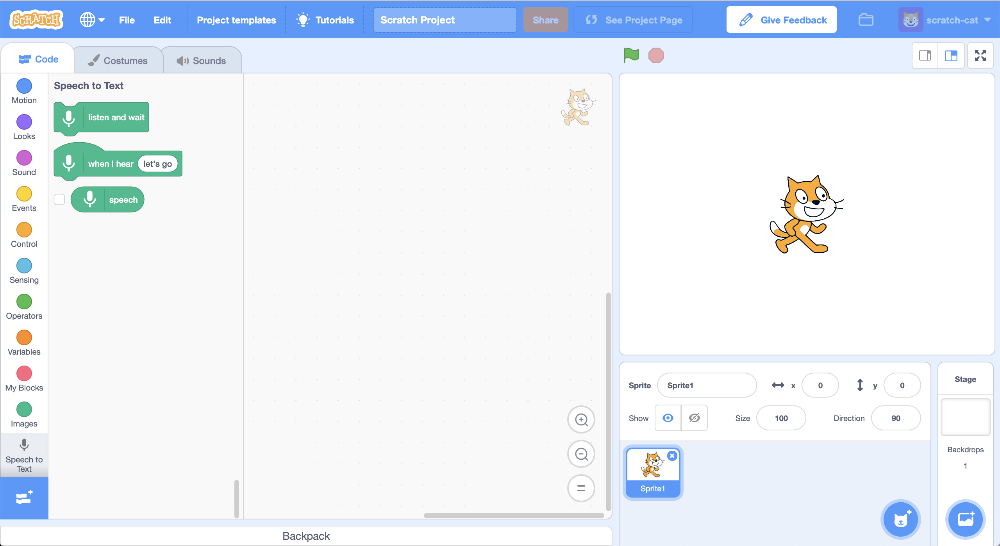 SCRATCH
File
Edit
Project templates
Tutorials
Scratch Project
Share
See Project Page
Give Feedback
scratch-cat
Code
Costumes
Sounds
Motion
Looks
Sound
Events
Control
Sensing
Operators
Variables
My Blocks
Images
Speech to
Text
Speech to Text
listen and wait
when I hear let's go
speech
Backpack
Sprite Sprite1 x 0 y 0
Show Size 100 Direction 90
Sprite1
Stage
Backdrops
1